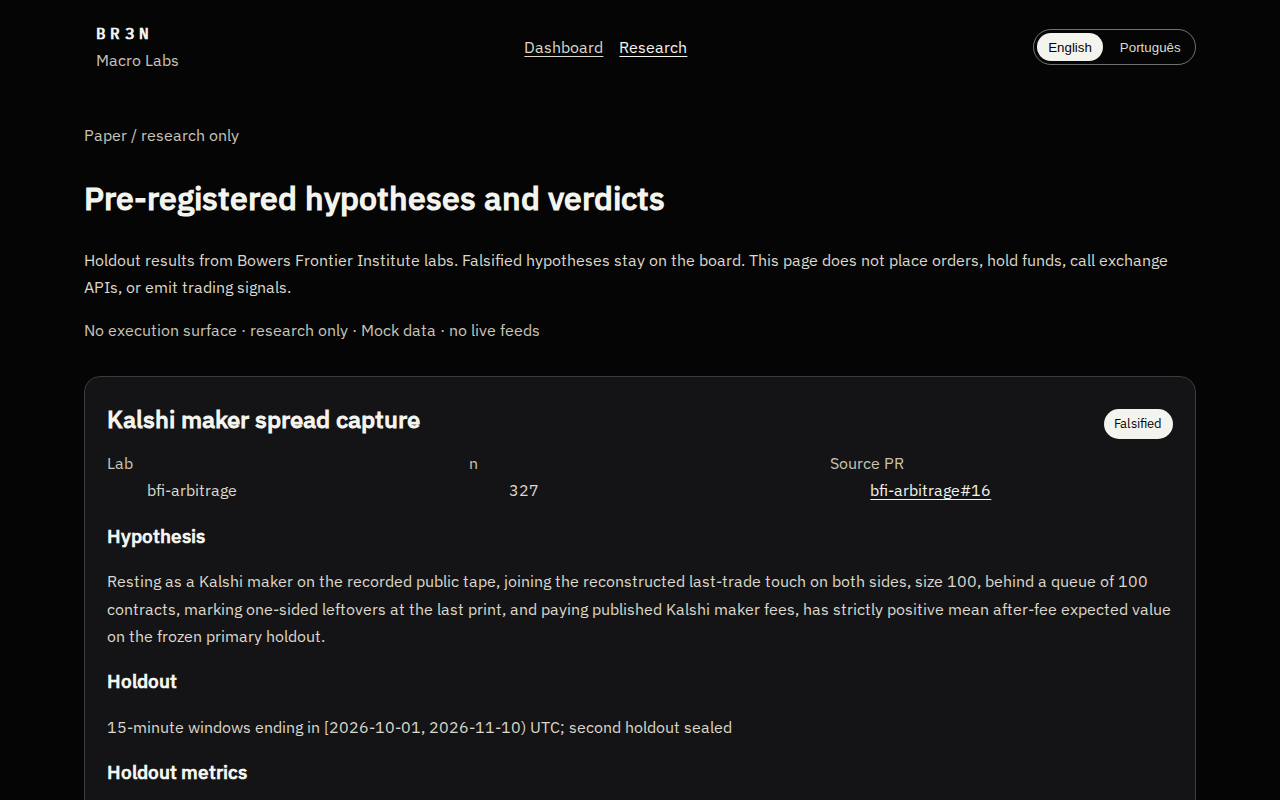 BR3N
Macro Labs
Dashboard Research
English Português
Paper / research only
Pre-registered hypotheses and verdicts
Holdout results from Bowers Frontier Institute labs. Falsified hypotheses stay on the board. This page does not place orders, hold funds, call exchange
APIs, or emit trading signals.
No execution surface · research only · Mock data · no live feeds
Kalshi maker spread capture
Falsified
Lab n Source PR
bfi-arbitrage 327 bfi-arbitrage#16
Hypothesis
Resting as a Kalshi maker on the recorded public tape, joining the reconstructed last-trade touch on both sides, size 100, behind a queue of 100
contracts, marking one-sided leftovers at the last print, and paying published Kalshi maker fees, has strictly positive mean after-fee expected value
on the frozen primary holdout.
Holdout
15-minute windows ending in [2026-10-01, 2026-11-10) UTC; second holdout sealed
Holdout metrics